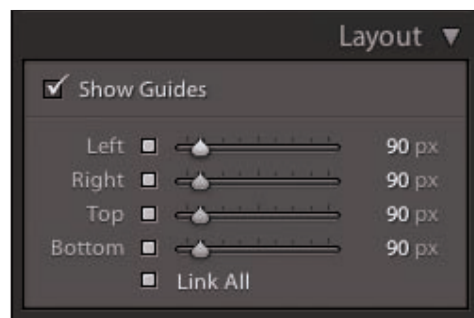 Layout
Show Guides
Left 90 px
Right 90 px
Top 90 px
Bottom 90 px
Link All